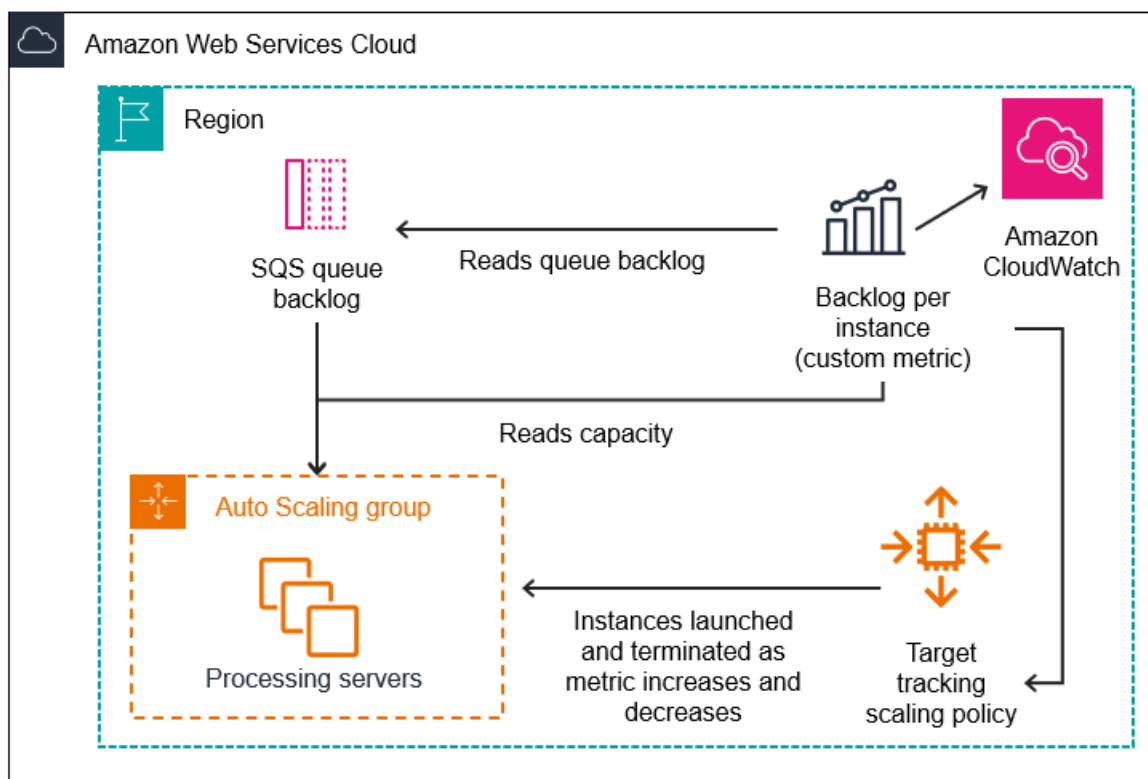 Amazon Web Services Cloud
Region
SQS queue
backlog
Reads queue backlog
Backlog per
instance
(custom metric)
Amazon
CloudWatch
Reads capacity
Auto Scaling group
Processing servers
Instances launched
and terminated as
metric increases and
decreases
Target
tracking
scaling policy